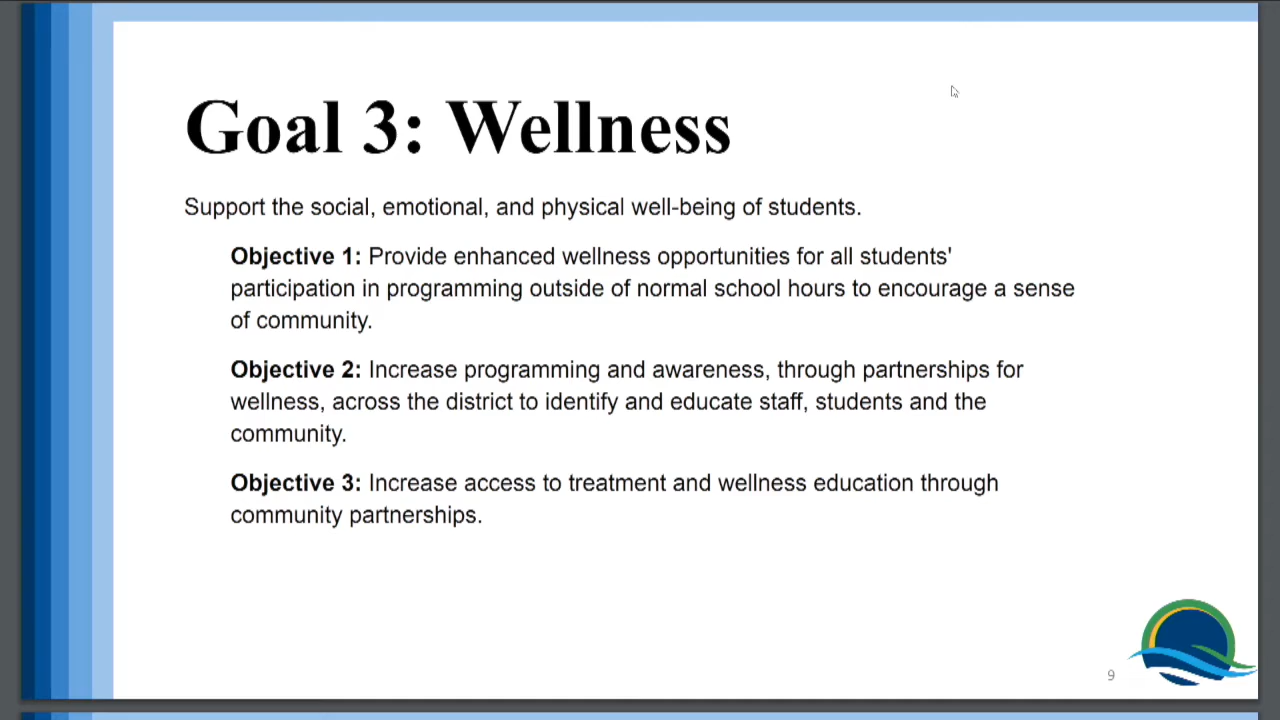 Goal 3: Wellness
Support the social, emotional, and physical well-being of students.
Objective 1: Provide enhanced wellness opportunities for all students'
participation in programming outside of normal school hours to encourage a sense
of community.
Objective 2: Increase programming and awareness, through partnerships for
wellness, across the district to identify and educate staff, students and the
community.
Objective 3: Increase access to treatment and wellness education through
community partnerships.
9